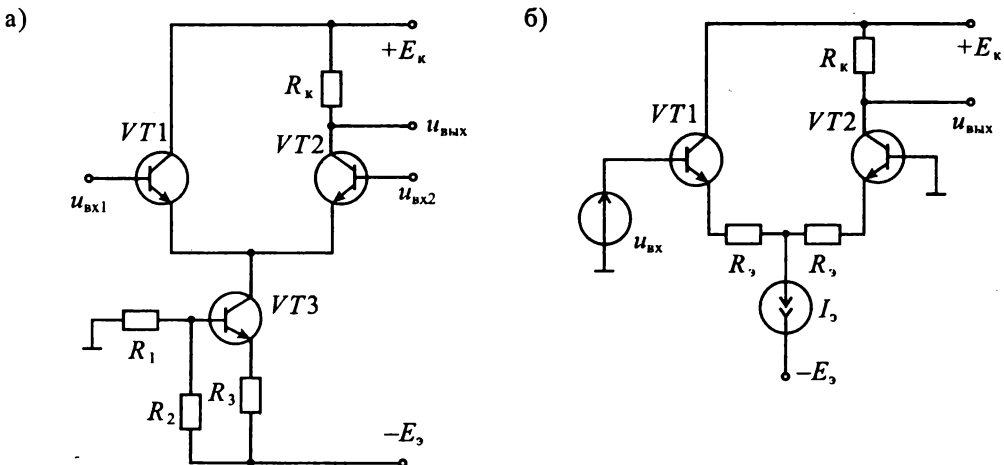 а)
+Eк
Rк
uвых
VT1
VT2
uвх1
uвх2
VT3
R1
R2
R3
−Eэ
б)
+Eк
Rк
uвых
VT1
VT2
uвх
Rэ
Rэ
Iэ
−Eэ